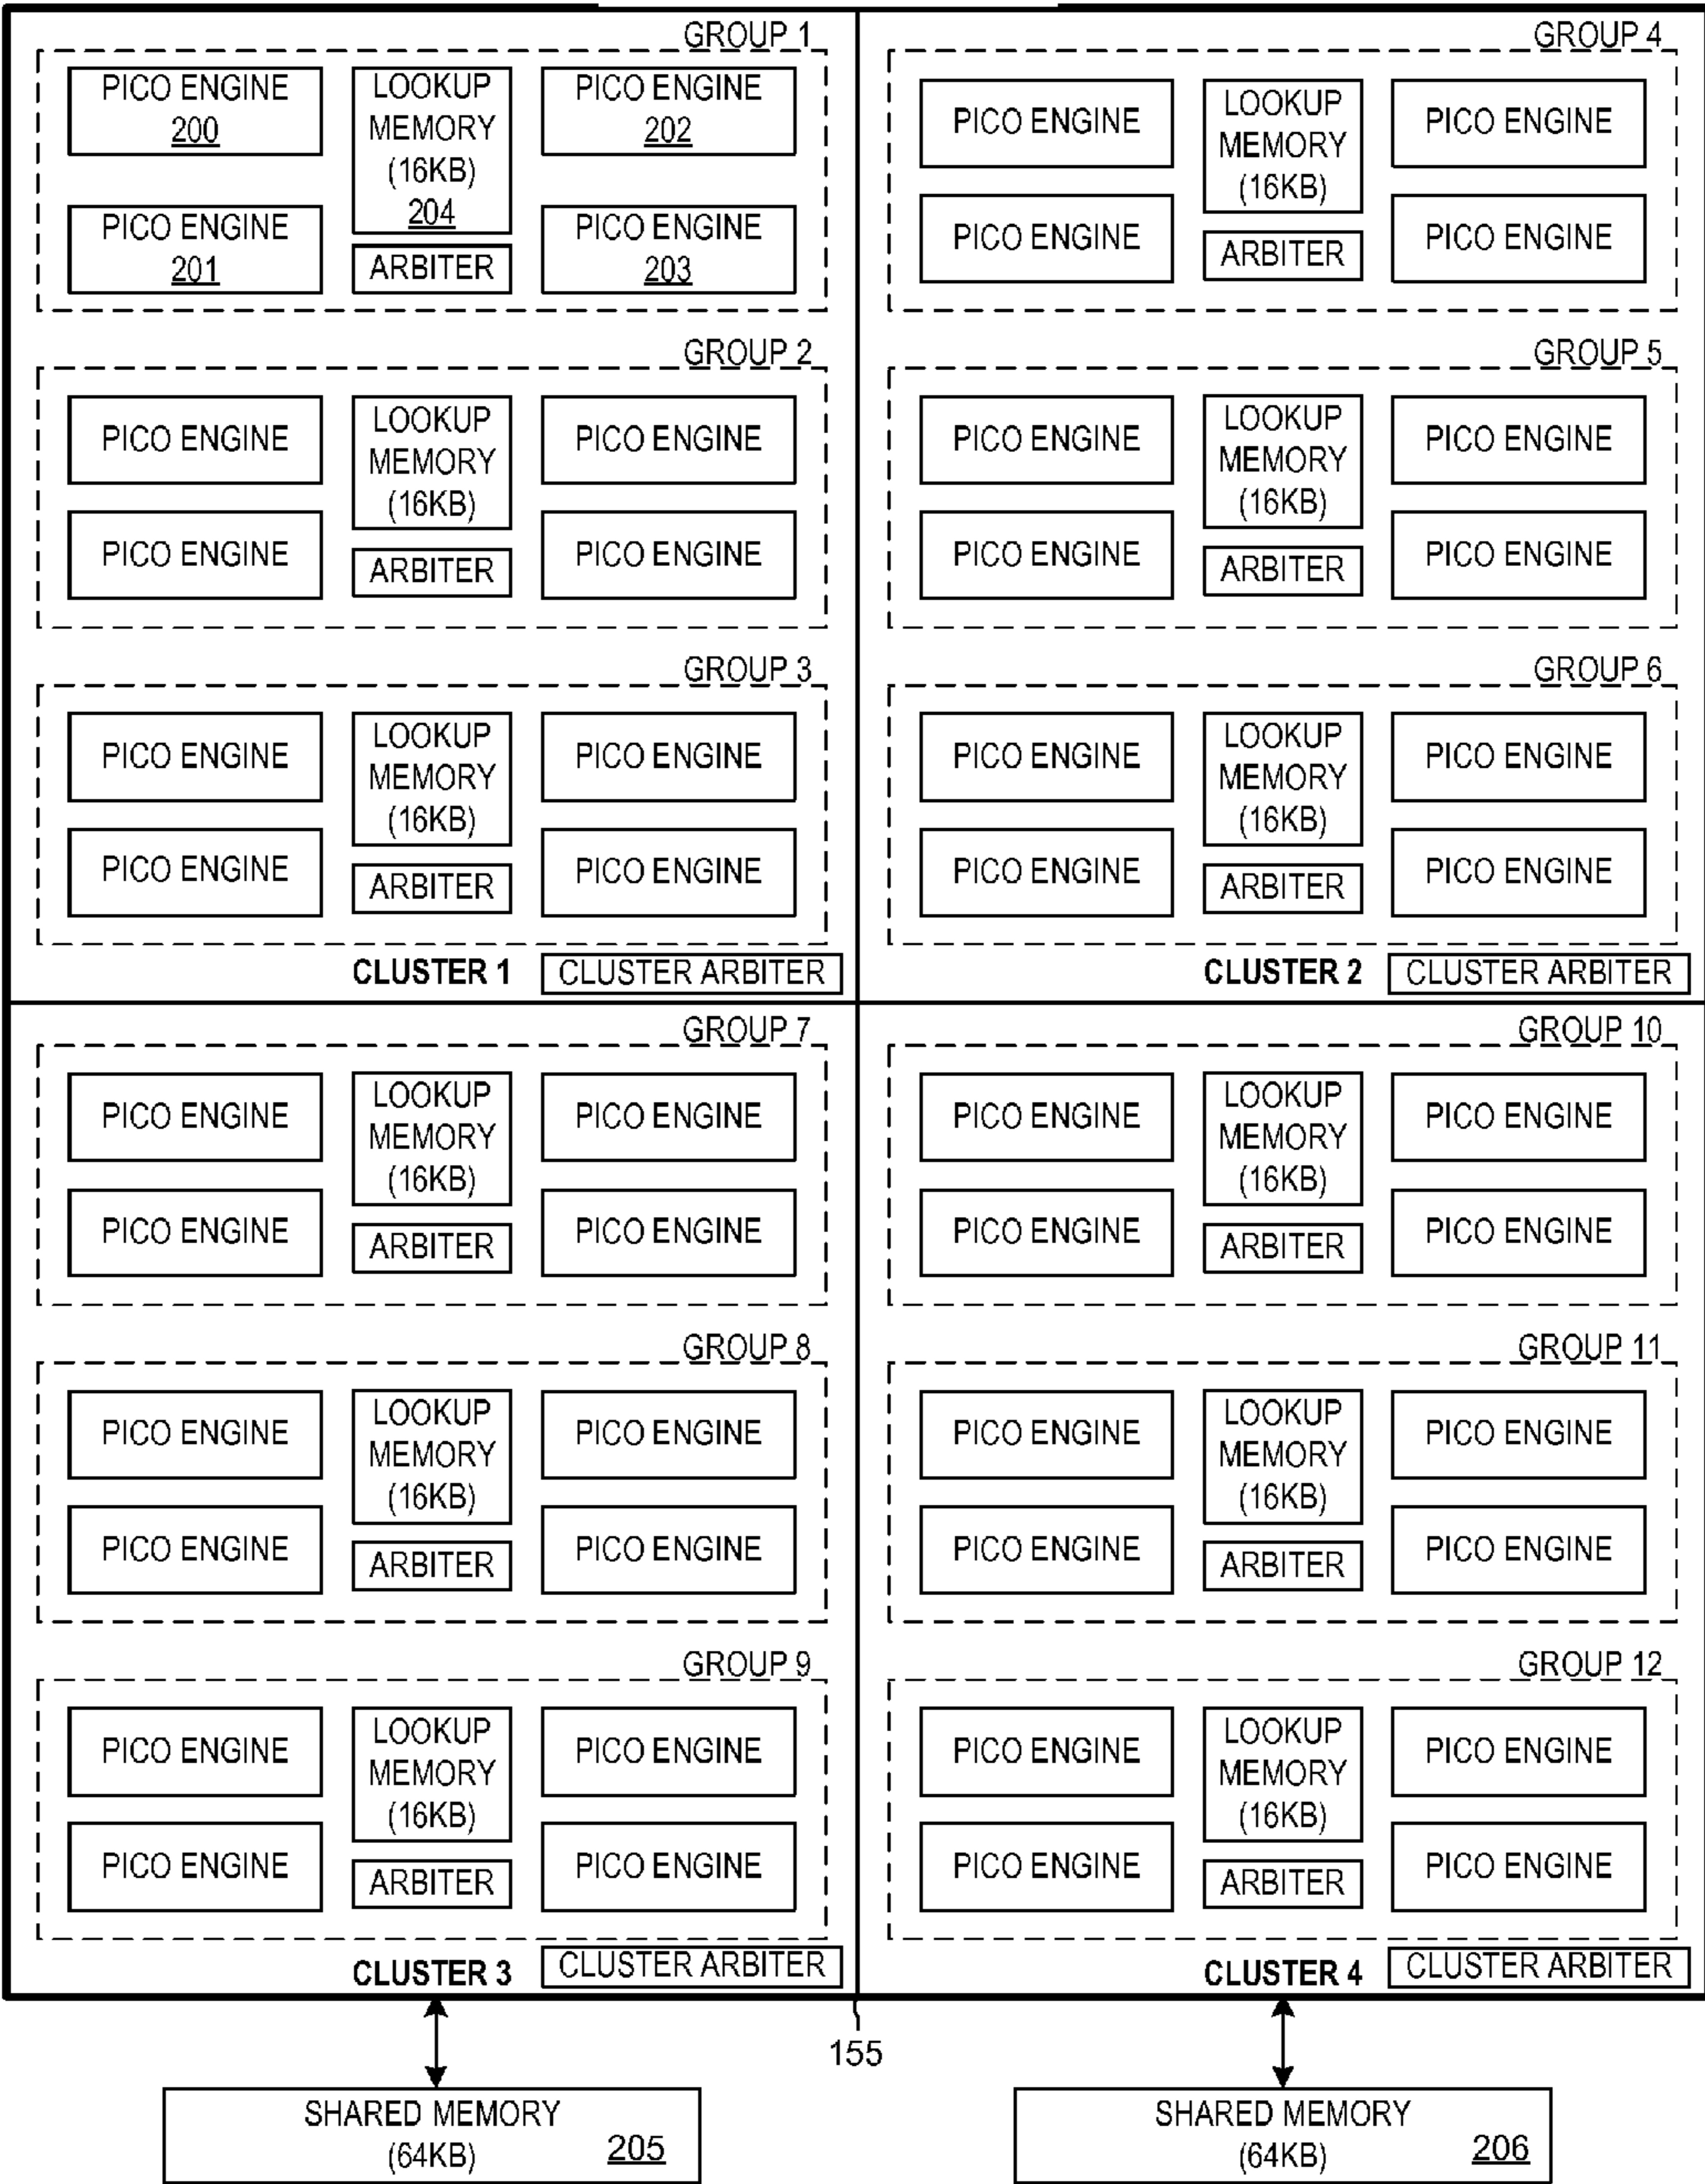 GROUP 1
PICO ENGINE
200
LOOKUP
MEMORY
(16KB)
204
PICO ENGINE
202
PICO ENGINE
201
ARBITER
PICO ENGINE
203
GROUP 2
PICO ENGINE
LOOKUP
MEMORY
(16KB)
PICO ENGINE
PICO ENGINE
ARBITER
PICO ENGINE
GROUP 3
PICO ENGINE
LOOKUP
MEMORY
(16KB)
PICO ENGINE
PICO ENGINE
ARBITER
PICO ENGINE
CLUSTER 1
CLUSTER ARBITER
GROUP 4
PICO ENGINE
LOOKUP
MEMORY
(16KB)
PICO ENGINE
PICO ENGINE
ARBITER
PICO ENGINE
GROUP 5
PICO ENGINE
LOOKUP
MEMORY
(16KB)
PICO ENGINE
PICO ENGINE
ARBITER
PICO ENGINE
GROUP 6
PICO ENGINE
LOOKUP
MEMORY
(16KB)
PICO ENGINE
PICO ENGINE
ARBITER
PICO ENGINE
CLUSTER 2
CLUSTER ARBITER
GROUP 7
PICO ENGINE
LOOKUP
MEMORY
(16KB)
PICO ENGINE
PICO ENGINE
ARBITER
PICO ENGINE
GROUP 8
PICO ENGINE
LOOKUP
MEMORY
(16KB)
PICO ENGINE
PICO ENGINE
ARBITER
PICO ENGINE
GROUP 9
PICO ENGINE
LOOKUP
MEMORY
(16KB)
PICO ENGINE
PICO ENGINE
ARBITER
PICO ENGINE
CLUSTER 3
CLUSTER ARBITER
GROUP 10
PICO ENGINE
LOOKUP
MEMORY
(16KB)
PICO ENGINE
PICO ENGINE
ARBITER
PICO ENGINE
GROUP 11
PICO ENGINE
LOOKUP
MEMORY
(16KB)
PICO ENGINE
PICO ENGINE
ARBITER
PICO ENGINE
GROUP 12
PICO ENGINE
LOOKUP
MEMORY
(16KB)
PICO ENGINE
PICO ENGINE
ARBITER
PICO ENGINE
CLUSTER 4
CLUSTER ARBITER
155
SHARED MEMORY
(64KB)
205
SHARED MEMORY
(64KB)
206